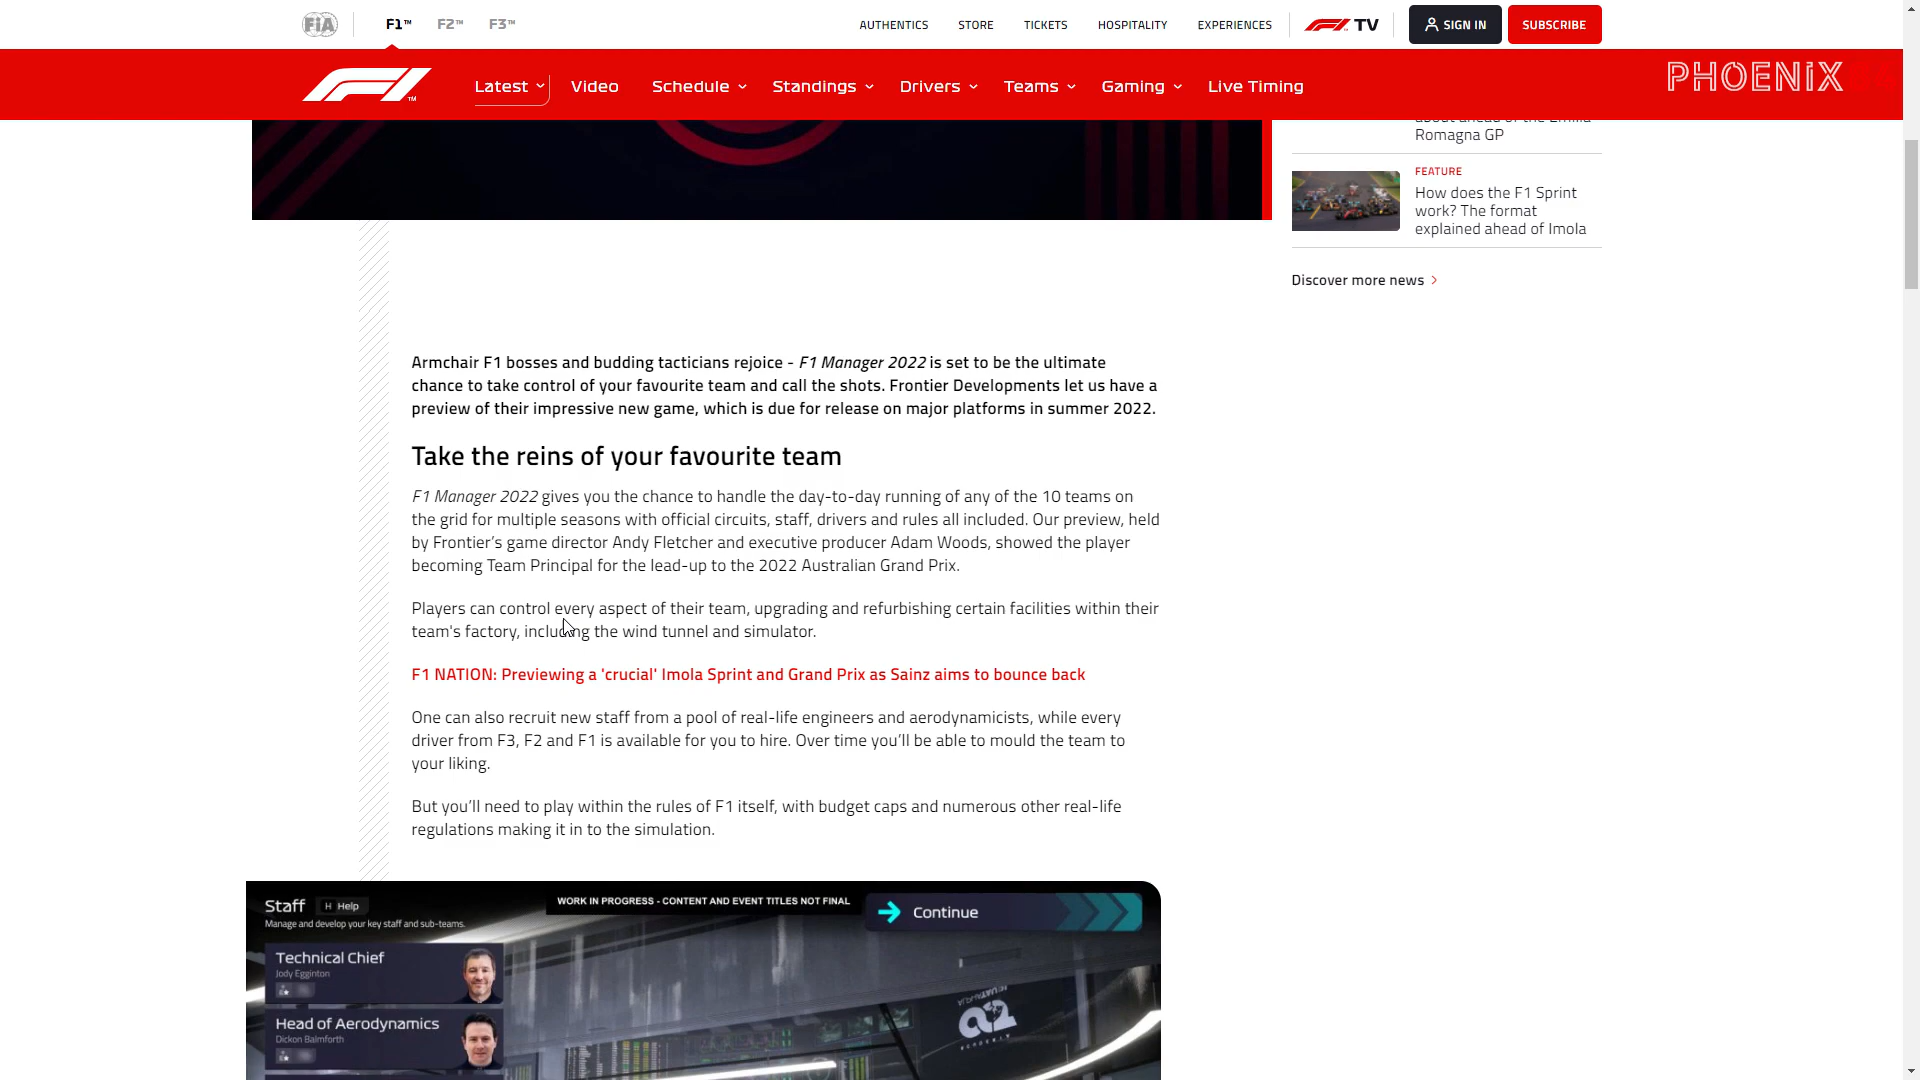 FiA
F1™
F2™
F3™
AUTHENTICS
STORE
TICKETS
HOSPITALITY
EXPERIENCES
F1 TV
SIGN IN
SUBSCRIBE
Latest
Video
Schedule
Standings
Drivers
Teams
Gaming
Live Timing
PHOENiX
about ahead of the Emilia
Romagna GP
FEATURE
How does the F1 Sprint
work? The format
explained ahead of Imola
Discover more news
Armchair F1 bosses and budding tacticians rejoice - F1 Manager 2022 is set to be the ultimate
chance to take control of your favourite team and call the shots. Frontier Developments let us have a
preview of their impressive new game, which is due for release on major platforms in summer 2022.
Take the reins of your favourite team
F1 Manager 2022 gives you the chance to handle the day-to-day running of any of the 10 teams on
the grid for multiple seasons with official circuits, staff, drivers and rules all included. Our preview, held
by Frontier’s game director Andy Fletcher and executive producer Adam Woods, showed the player
becoming Team Principal for the lead-up to the 2022 Australian Grand Prix.
Players can control every aspect of their team, upgrading and refurbishing certain facilities within their
team's factory, including the wind tunnel and simulator.
F1 NATION: Previewing a 'crucial' Imola Sprint and Grand Prix as Sainz aims to bounce back
One can also recruit new staff from a pool of real-life engineers and aerodynamicists, while every
driver from F3, F2 and F1 is available for you to hire. Over time you’ll be able to mould the team to
your liking.
But you’ll need to play within the rules of F1 itself, with budget caps and numerous other real-life
regulations making it in to the simulation.
Staff
H Help
Manage and develop your key staff and sub-teams.
WORK IN PROGRESS - CONTENT AND EVENT TITLES NOT FINAL
Continue
Technical Chief
Jody Egginton
Head of Aerodynamics
Dickon Balmforth